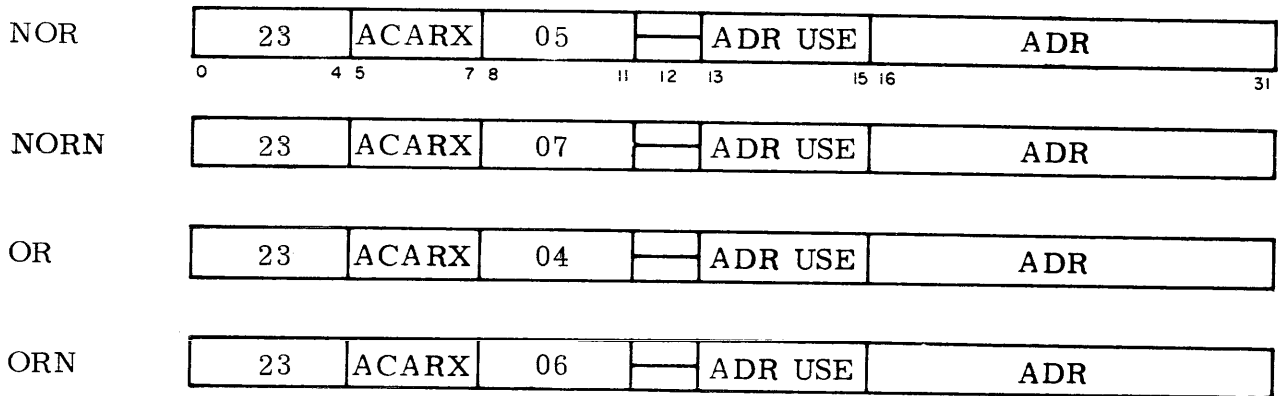 NOR 23 ACARX 05 ADR USE ADR
0 4 5 7 8 11 12 13 15 16 31
NORN 23 ACARX 07 ADR USE ADR
OR 23 ACARX 04 ADR USE ADR
ORN 23 ACARX 06 ADR USE ADR